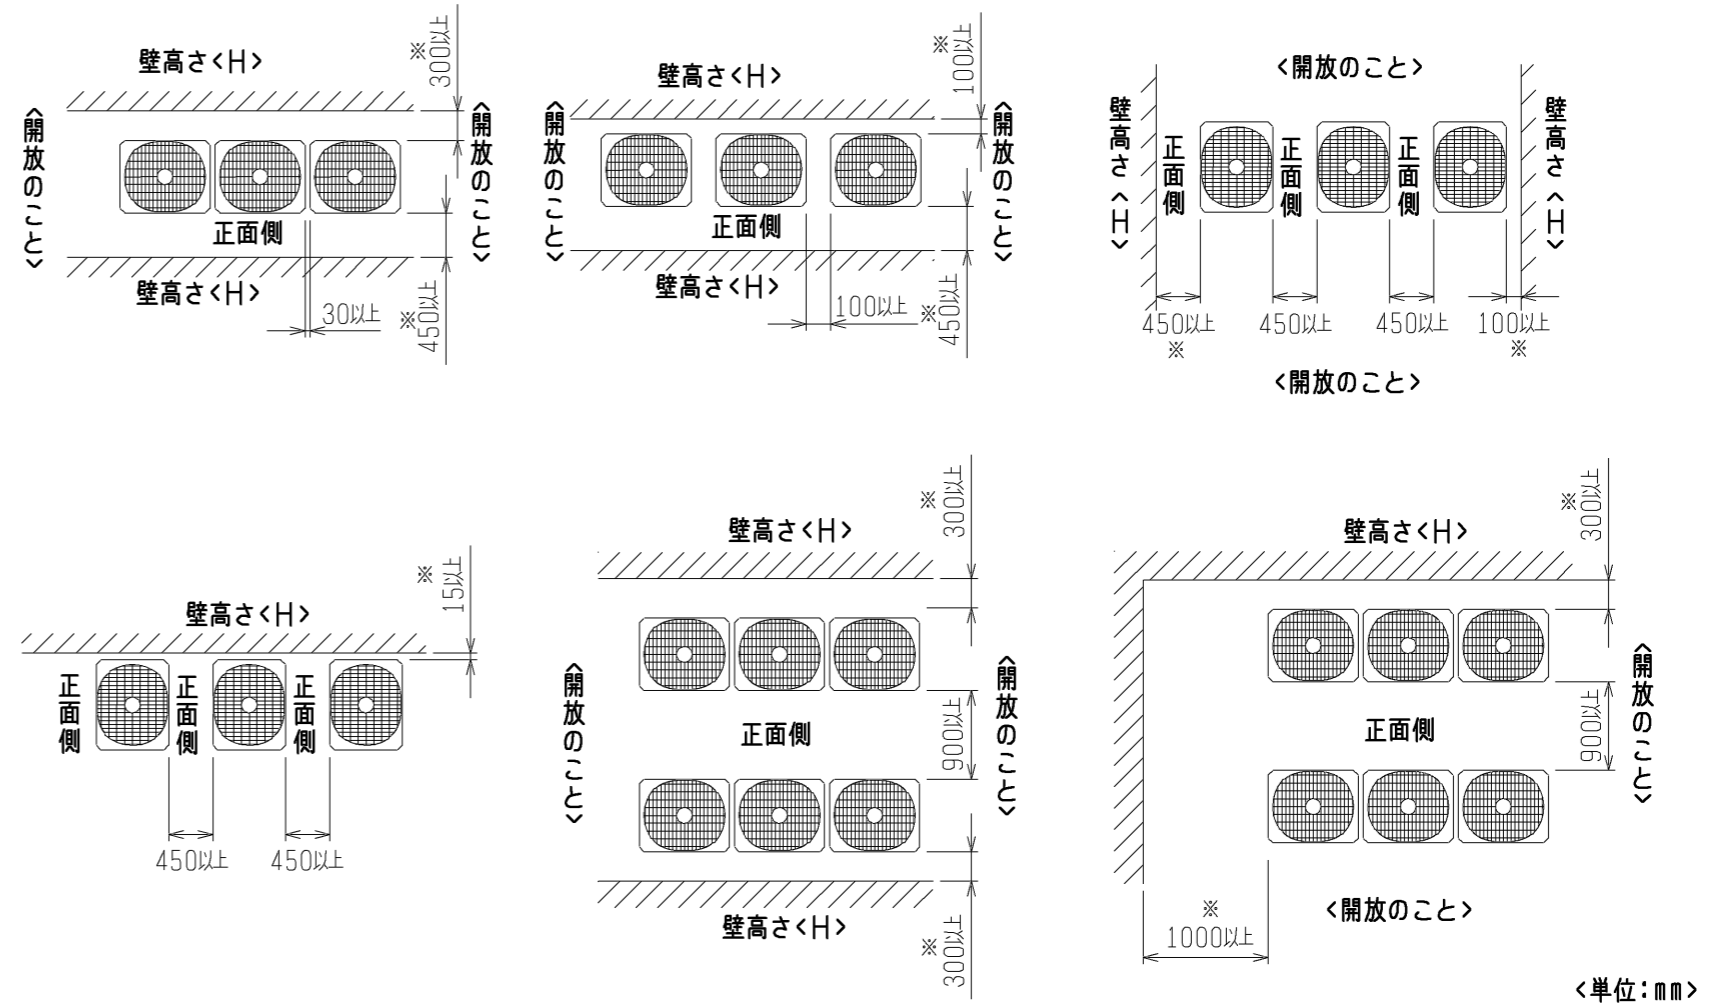 壁高さ<H>
※
300以上
<開放のこと>
<開放のこと>
正面側
壁高さ<H>
30以上
※
450以上
壁高さ<H>
※
100以上
<開放のこと>
<開放のこと>
正面側
壁高さ<H>
100以上
※
450以上
<開放のこと>
壁高さ<H>
正面側
正面側
正面側
壁高さ<H>
450以上
※
450以上
450以上
100以上
※
<開放のこと>
壁高さ<H>
※
15以上
正面側
正面側
正面側
450以上
450以上
壁高さ<H>
※
300以上
<開放のこと>
正面側
900以上
<開放のこと>
壁高さ<H>
※
300以上
壁高さ<H>
※
300以上
正面側
900以上
<開放のこと>
※
1000以上
<開放のこと>
<単位:mm>